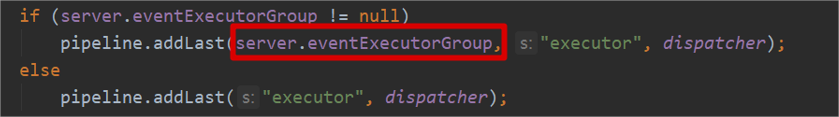 if (server.eventExecutorGroup != null)
pipeline.addLast(server.eventExecutorGroup, s: "executor", dispatcher);
else
pipeline.addLast( s: "executor", dispatcher);